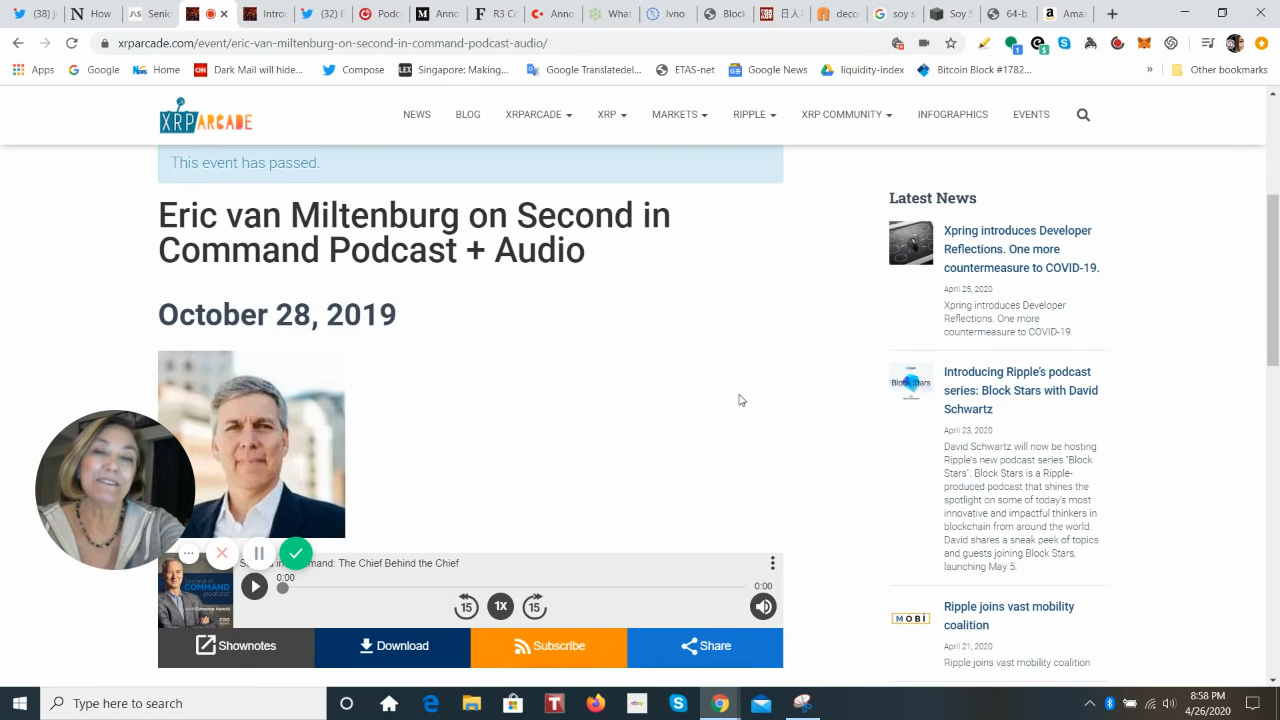 38) j
xrparcade.com/event/eric-van-miltenburg-on-second-in-command-podcast-audio/
Apps
Google
Home
Dark Mail will hide...
Compose
Singapore: Making...
Google Translatedel...
ETAS-net
Google News
liquidity-index
Bitcoin Block #1782...
»
Other bookmarks
XRPARCADE
NEWS
BLOG
XRPARCADE
XRP
MARKETS
RIPPLE
XRP COMMUNITY
INFOGRAPHICS
EVENTS
This event has passed.
Eric van Miltenburg on Second in
Command Podcast + Audio
October 28, 2019
mmand: The Chief Behind the Chief
0:00
0:00
15
1x
15
COMMAND
podcast
Shownotes
Download
Subscribe
Share
Latest News
Xpring introduces Developer
Reflections. One more
countermeasure to COVID-19.
April 25, 2020
Xpring introduces Developer
Reflections. One more
countermeasure to COVID-19.
Block Stars
Introducing Ripple's podcast
series: Block Stars with David
Schwartz
April 23, 2020
David Schwartz will now be hosting
Ripple's new podcast series "Block
Stars". Block Stars is a Ripple-
produced podcast that shines the
spotlight on some of today's most
innovative and impactful thinkers in
blockchain from around the world.
David shares a sneak peek of topics
and guests joining Block Stars,
launching May 5.
MOBI
Ripple joins vast mobility
coalition
April 21, 2020
Ripple joins vast mobility coalition
Type here to search
8:58 PM
4/26/2020